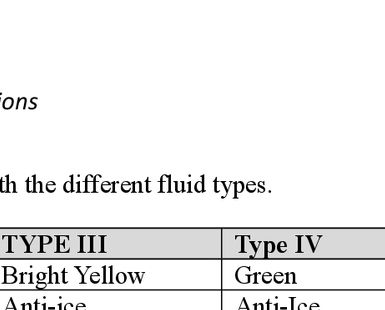 ions
th the different fluid types.
TYPE III Type IV
Bright Yellow Green
Anti-ice Anti-Ice